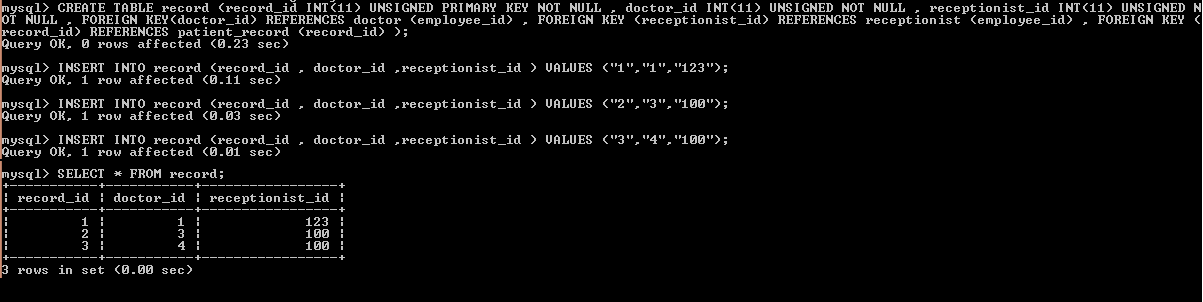 mysql> CREATE TABLE record (record_id INT(11) UNSIGNED PRIMARY KEY NOT NULL , doctor_id INT(11) UNSIGNED NOT NULL , receptionist_id INT(11) UNSIGNED N
OT NULL , FOREIGN KEY(doctor_id) REFERENCES doctor (employee_id) , FOREIGN KEY (receptionist_id) REFERENCES receptionist (employee_id) , FOREIGN KEY (
record_id) REFERENCES patient_record (record_id) );
Query OK, 0 rows affected (0.23 sec)
mysql> INSERT INTO record (record_id , doctor_id ,receptionist_id ) VALUES ("1","1","123");
Query OK, 1 row affected (0.11 sec)
mysql> INSERT INTO record (record_id , doctor_id ,receptionist_id ) VALUES ("2","3","100");
Query OK, 1 row affected (0.03 sec)
mysql> INSERT INTO record (record_id , doctor_id ,receptionist_id ) VALUES ("3","4","100");
Query OK, 1 row affected (0.01 sec)
mysql> SELECT * FROM record;
+-----------+-----------+-----------------+
| record_id | doctor_id | receptionist_id |
+-----------+-----------+-----------------+
|         1 |         1 |             123 |
|         2 |         3 |             100 |
|         3 |         4 |             100 |
+-----------+-----------+-----------------+
3 rows in set (0.00 sec)